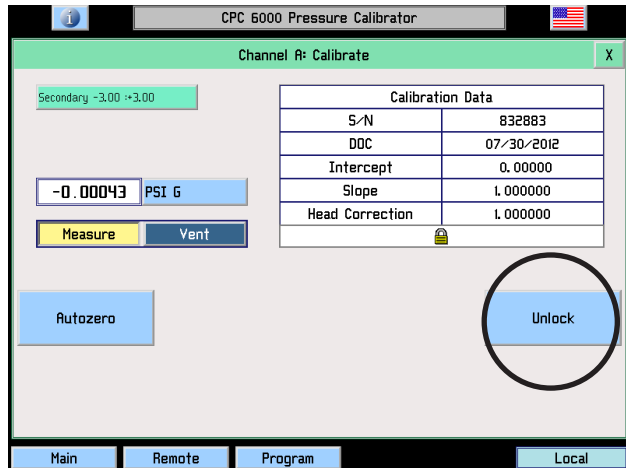 i
CPC 6000 Pressure Calibrator
Channel A: Calibrate
X
Secondary -3.00 :+3.00
Calibration Data
S/N 832883
DOC 07/30/2012
Intercept 0.00000
Slope 1.000000
Head Correction 1.000000
-0.00043 PSI G
Measure Vent
Autozero
Unlock
Main Remote Program Local